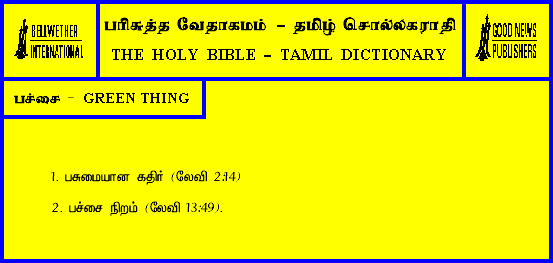 BELLWETHER
INTERNATIONAL
பரிசுத்த வேதாகமம் - தமிழ் சொல்லகராதி
THE HOLY BIBLE - TAMIL DICTIONARY
GOOD NEWS
PUBLISHERS
பச்சை - GREEN THING
1. பசுமையான கதிர் (லேவி 2:14)
2. பச்சை நிறம் (லேவி 13:49).